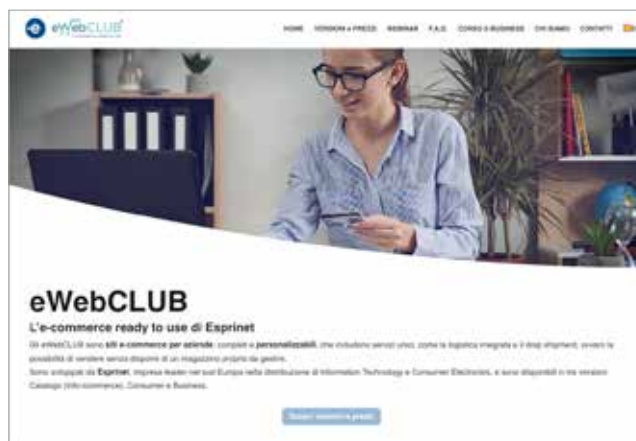 eWebCLUB
HOME VERSIONI e PREZZI WEBINAR F.A.Q. CORSO E-BUSINESS CHI SIAMO CONTATTI
eWebCLUB
L'e-commerce ready to use di Esprinet
Gli eWebCLUB sono siti e-commerce per aziende, completi e personalizzabili, che includono servizi unici, come la logistica integrata e il drop shipment, ovvero la
possibilità di vendere senza disporre di un magazzino proprio da gestire.
Sono sviluppati da Esprinet, impresa leader nel sud Europa nella distribuzione di Information Technology e Consumer Electronics, e sono disponibili in tre versioni:
Catalogo (Info-commerce), Consumer e Business.
Scopri versioni e prezzi